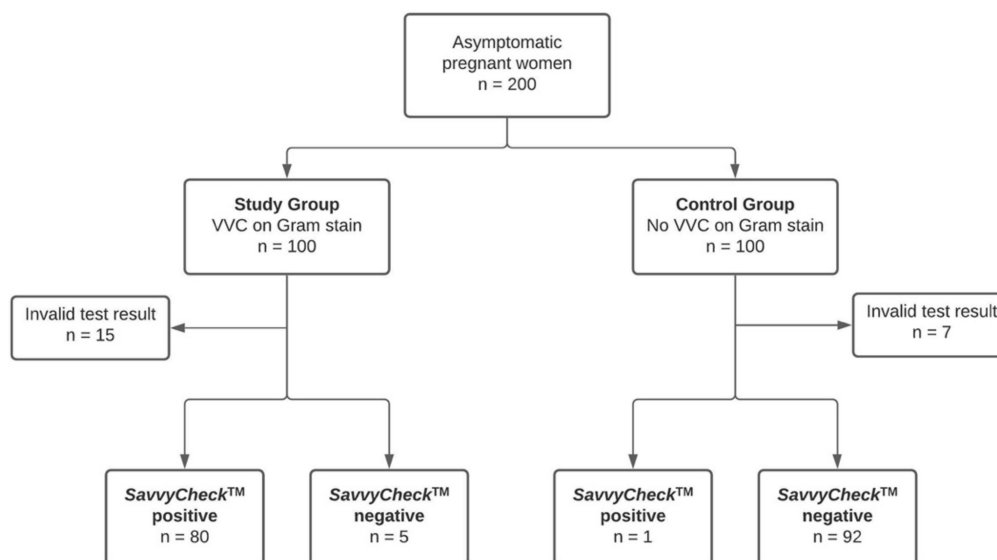 Asymptomatic
pregnant women
n = 200
Study Group
VVC on Gram stain
n = 100
Control Group
No VVC on Gram stain
n = 100
Invalid test result
n = 15
Invalid test result
n = 7
SavvyCheck™
positive
n = 80
SavvyCheck™
negative
n = 5
SavvyCheck™
positive
n = 1
SavvyCheck™
negative
n = 92